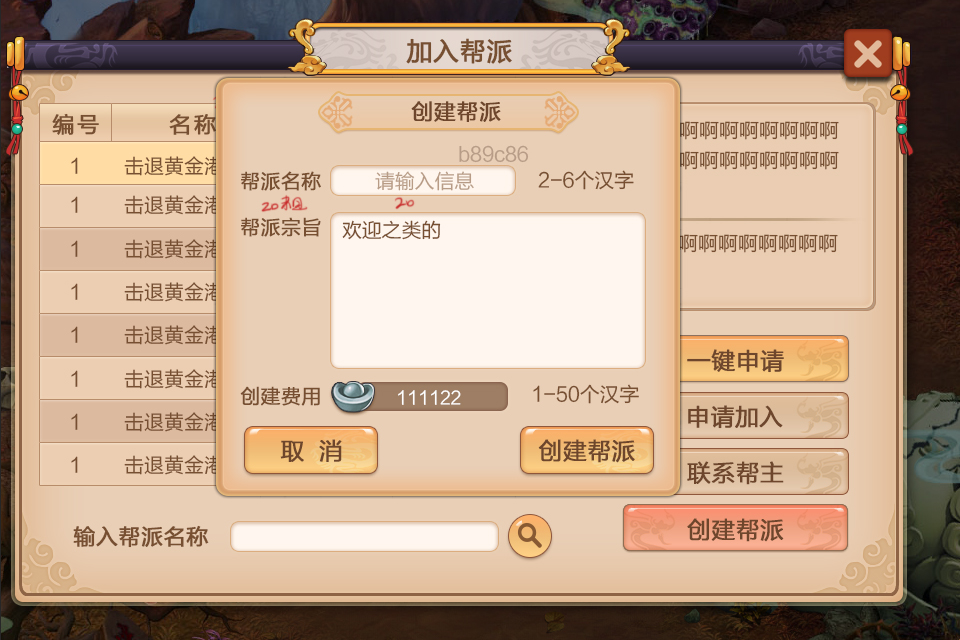 加入帮派
创建帮派
编号 名称
b89c86
帮派名称 请输入信息 2-6个汉字
20粗 20
帮派宗旨 欢迎之类的
1 击退黄金港
1 击退黄金港
1 击退黄金港
1 击退黄金港
1 击退黄金港
1 击退黄金港
1 击退黄金港
1 击退黄金港
啊啊啊啊啊啊啊啊
啊啊啊啊啊啊啊啊
啊啊啊啊啊啊啊啊
创建费用 111122 1-50个汉字
取消 创建帮派
一键申请
申请加入
联系帮主
创建帮派
输入帮派名称